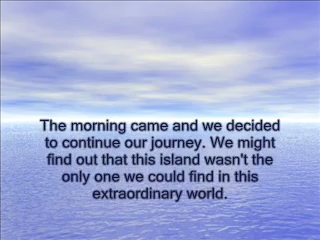 The morning came and we decided
to continue our journey. We might
find out that this island wasn't the
only one we could find in this
extraordinary world.